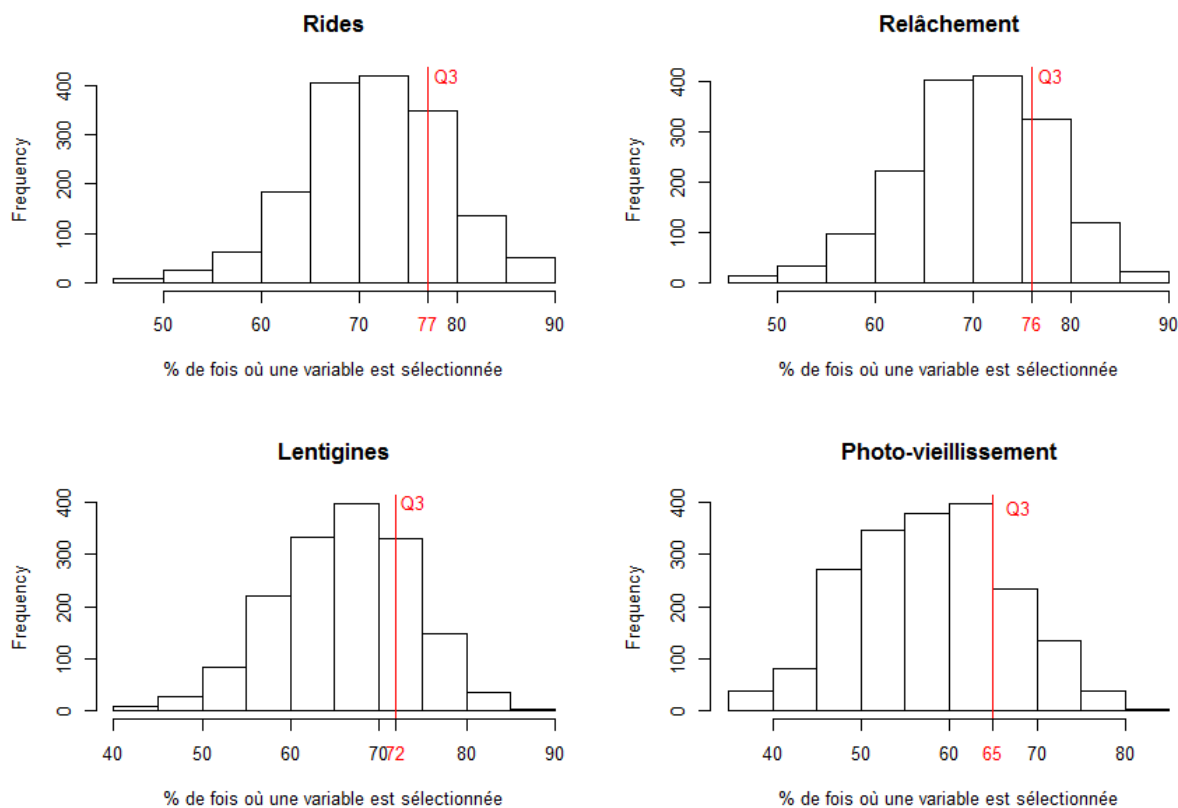 Rides
Q3
Frequency
0
100
200
300
400
50
60
70
77
80
90
% de fois où une variable est sélectionnée
Relâchement
Q3
Frequency
0
100
200
300
400
50
60
70
76
80
90
% de fois où une variable est sélectionnée
Lentigines
Q3
Frequency
0
100
200
300
400
40
50
60
70
72
80
90
% de fois où une variable est sélectionnée
Photo-vieillissement
Q3
Frequency
0
100
200
300
400
40
50
60
65
70
80
% de fois où une variable est sélectionnée